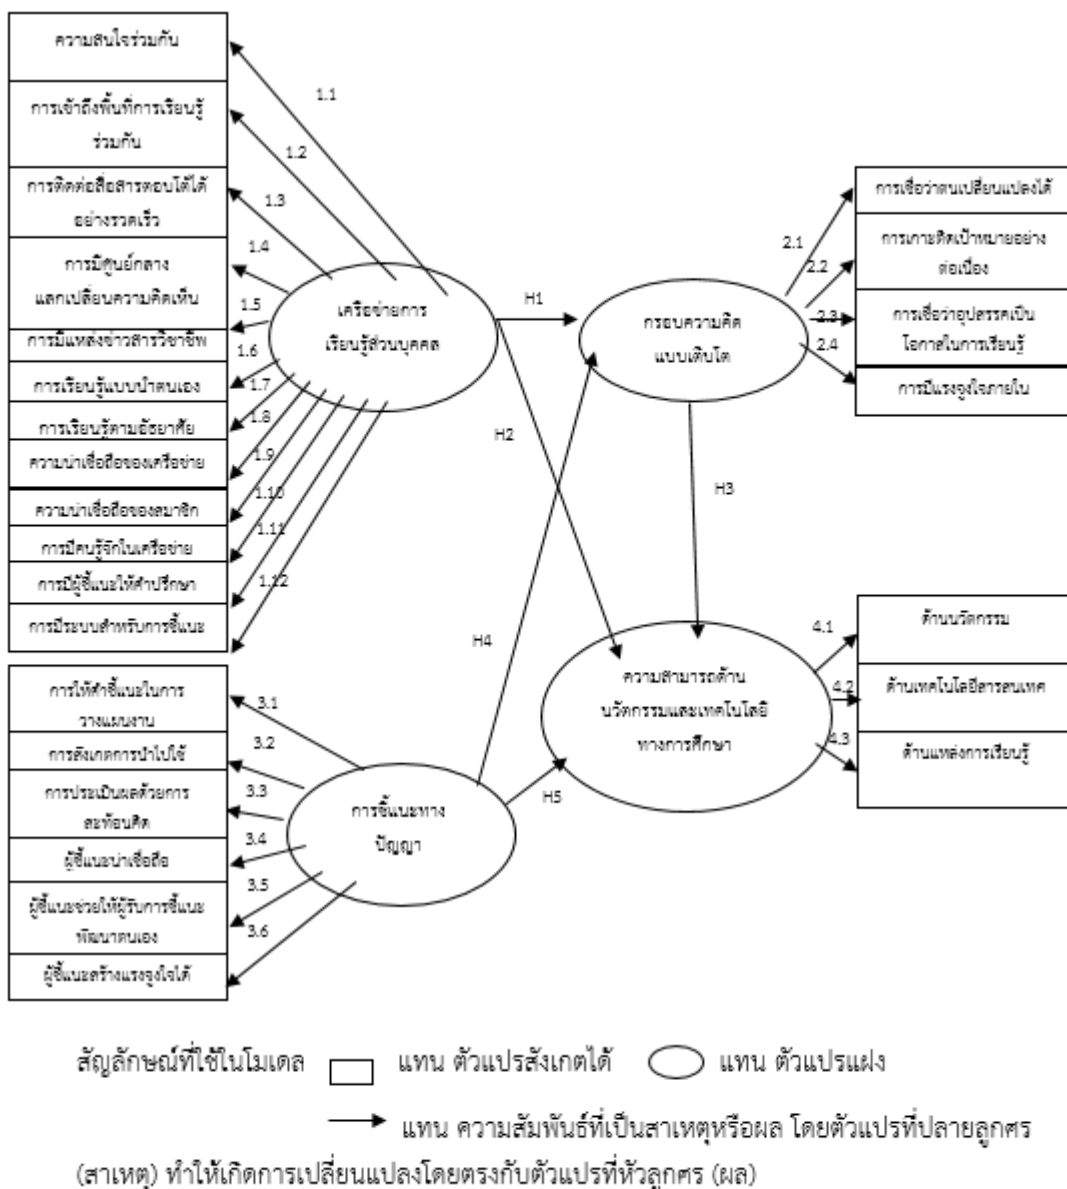 ความสนใจร่วมกัน
การเข้าถึงพื้นที่การเรียนรู้
ร่วมกัน
การติดต่อสื่อสารตอบโต้ได้
อย่างรวดเร็ว
การมีศูนย์กลาง
แลกเปลี่ยนความคิดเห็น
การมีแหล่งข่าวสารวิชาชีพ
การเรียนรู้แบบนำตนเอง
การเรียนรู้ตามอัธยาศัย
ความน่าเชื่อถือของเครือข่าย
ความน่าเชื่อถือของสมาชิก
การมีคนรู้จักในเครือข่าย
การมีผู้ชี้แนะให้คำปรึกษา
การมีระบบสำหรับการชี้แนะ
1.1
1.2
1.3
1.4
1.5
1.6
1.7
1.8
1.9
1.10
1.11
1.12
เครือข่ายการ
เรียนรู้ส่วนบุคคล
H1
H2
H3
H4
H5
กรอบความคิด
แบบเติบโต
2.1
2.2
2.3
2.4
การเชื่อว่าตนเปลี่ยนแปลงได้
การเกาะติดเป้าหมายอย่าง
ต่อเนื่อง
การเชื่อว่าอุปสรรคเป็น
โอกาสในการเรียนรู้
การมีแรงจูงใจภายใน
การให้คำชี้แนะในการ
วางแผนงาน
การสังเกตการนำไปใช้
การประเมินผลด้วยการ
สะท้อนคิด
ผู้ชี้แนะน่าเชื่อถือ
ผู้ชี้แนะช่วยให้ผู้รับการชี้แนะ
พัฒนาตนเอง
ผู้ชี้แนะสร้างแรงจูงใจได้
3.1
3.2
3.3
3.4
3.5
3.6
การชี้แนะทาง
ปัญญา
ความสามารถด้าน
นวัตกรรมและเทคโนโลยี
ทางการศึกษา
4.1
4.2
4.3
ด้านนวัตกรรม
ด้านเทคโนโลยีสารสนเทศ
ด้านแหล่งการเรียนรู้
สัญลักษณ์ที่ใช้ในโมเดล แทน ตัวแปรสังเกตได้ แทน ตัวแปรแฝง
แทน ความสัมพันธ์ที่เป็นสาเหตุหรือผล โดยตัวแปรที่ปลายลูกศร
(สาเหตุ) ทำให้เกิดการเปลี่ยนแปลงโดยตรงกับตัวแปรที่หัวลูกศร (ผล)